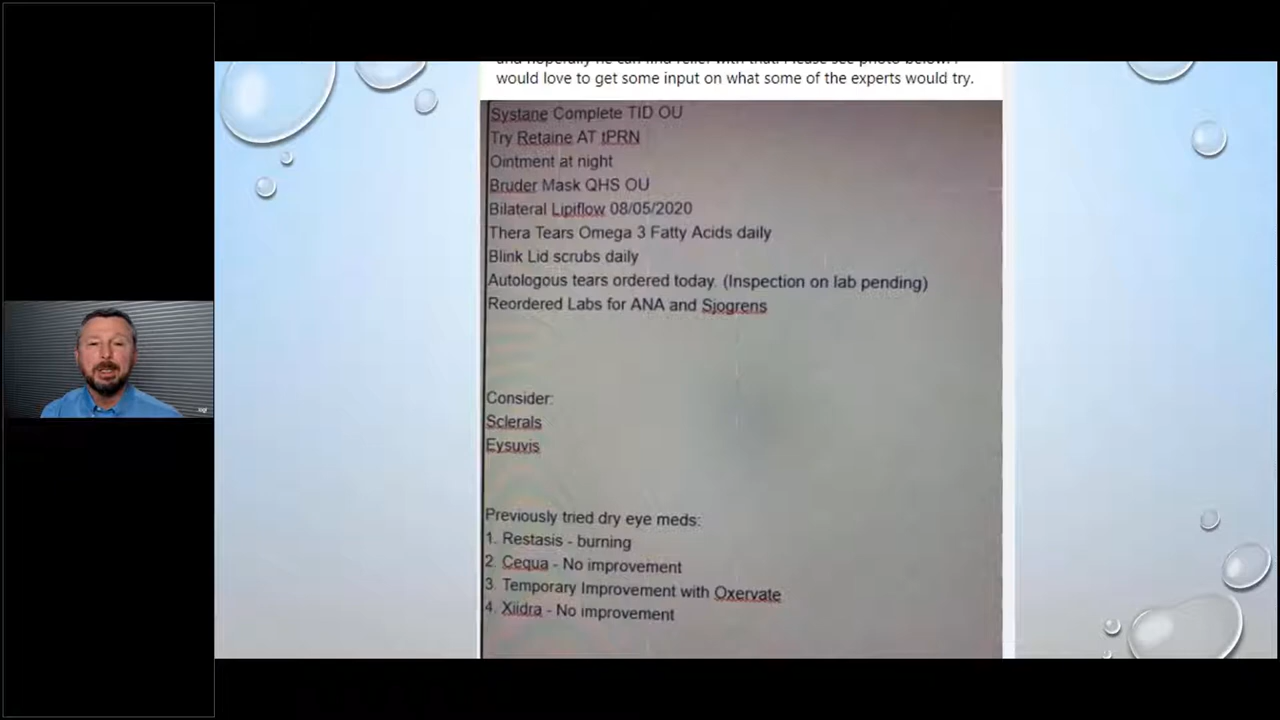 would love to get some input on what some of the experts would try.
Systane Complete TID OU
Try Retaine AT tPRN
Ointment at night
Bruder Mask QHS OU
Bilateral Lipiflow 08/05/2020
Thera Tears Omega 3 Fatty Acids daily
Blink Lid scrubs daily
Autologous tears ordered today. (Inspection on lab pending)
Reordered Labs for ANA and Sjogrens
Consider:
Sclerals
Eysuvis
Previously tried dry eye meds:
1. Restasis - burning
2. Cequa - No improvement
3. Temporary Improvement with Oxervate
4. Xiidra - No improvement